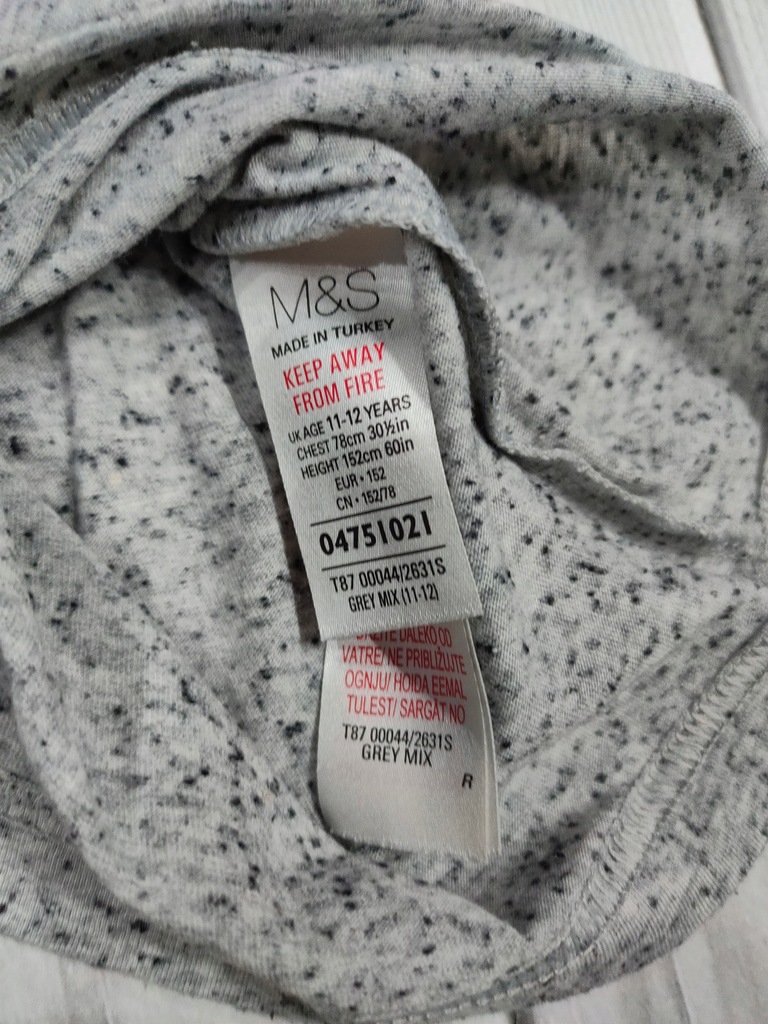 M&S
MADE IN TURKEY
KEEP AWAY
FROM FIRE
UK AGE 11-12 YEARS
CHEST 78cm 30½in
HEIGHT 152cm 60in
EUR • 152
CN • 152/78
04751021
T87 00044/2631S
GREY MIX (11-12)
DALEKO OD
VATRE/ NE PRIBLIŽUJTE
OGNJU/ HOIDA EEMAL
TULEST/ SARGĀT NO
T87 00044/2631S
GREY MIX
R